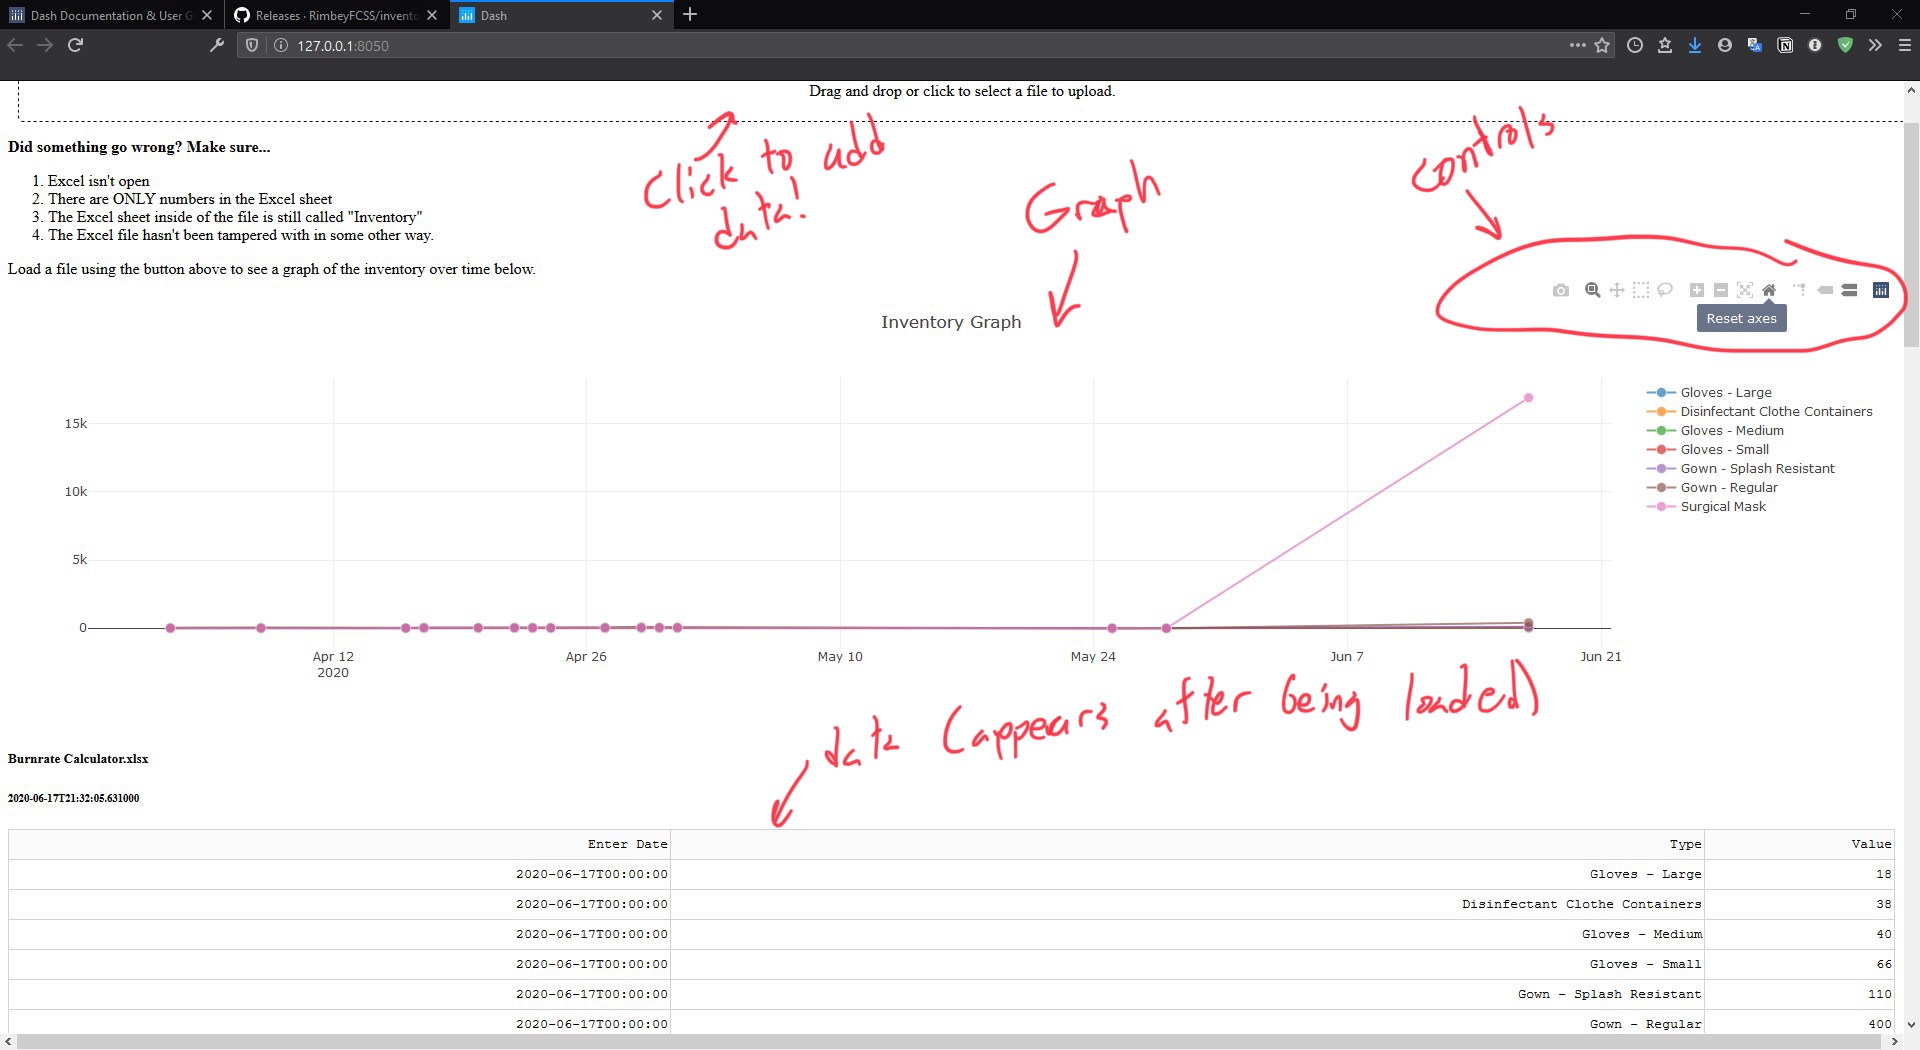 Dash Documentation & User G
Releases · RimbeyFCSS/invento
Dash
127.0.0.1:8050
Drag and drop or click to select a file to upload.
Did something go wrong? Make sure...
1. Excel isn't open
2. There are ONLY numbers in the Excel sheet
3. The Excel sheet inside of the file is still called "Inventory"
4. The Excel file hasn't been tampered with in some other way.
Load a file using the button above to see a graph of the inventory over time below.
Click to add
data!
Graph
Controls
Reset axes
Inventory Graph
15k
10k
5k
0
Apr 12
2020
Apr 26
May 10
May 24
Jun 7
Jun 21
Gloves - Large
Disinfectant Clothe Containers
Gloves - Medium
Gloves - Small
Gown - Splash Resistant
Gown - Regular
Surgical Mask
data (appears after being loaded)
Burnrate Calculator.xlsx
2020-06-17T21:32:05.631000
Enter Date Type Value
2020-06-17T00:00:00 Gloves - Large 18
2020-06-17T00:00:00 Disinfectant Clothe Containers 38
2020-06-17T00:00:00 Gloves - Medium 40
2020-06-17T00:00:00 Gloves - Small 66
2020-06-17T00:00:00 Gown - Splash Resistant 110
2020-06-17T00:00:00 Gown - Regular 400